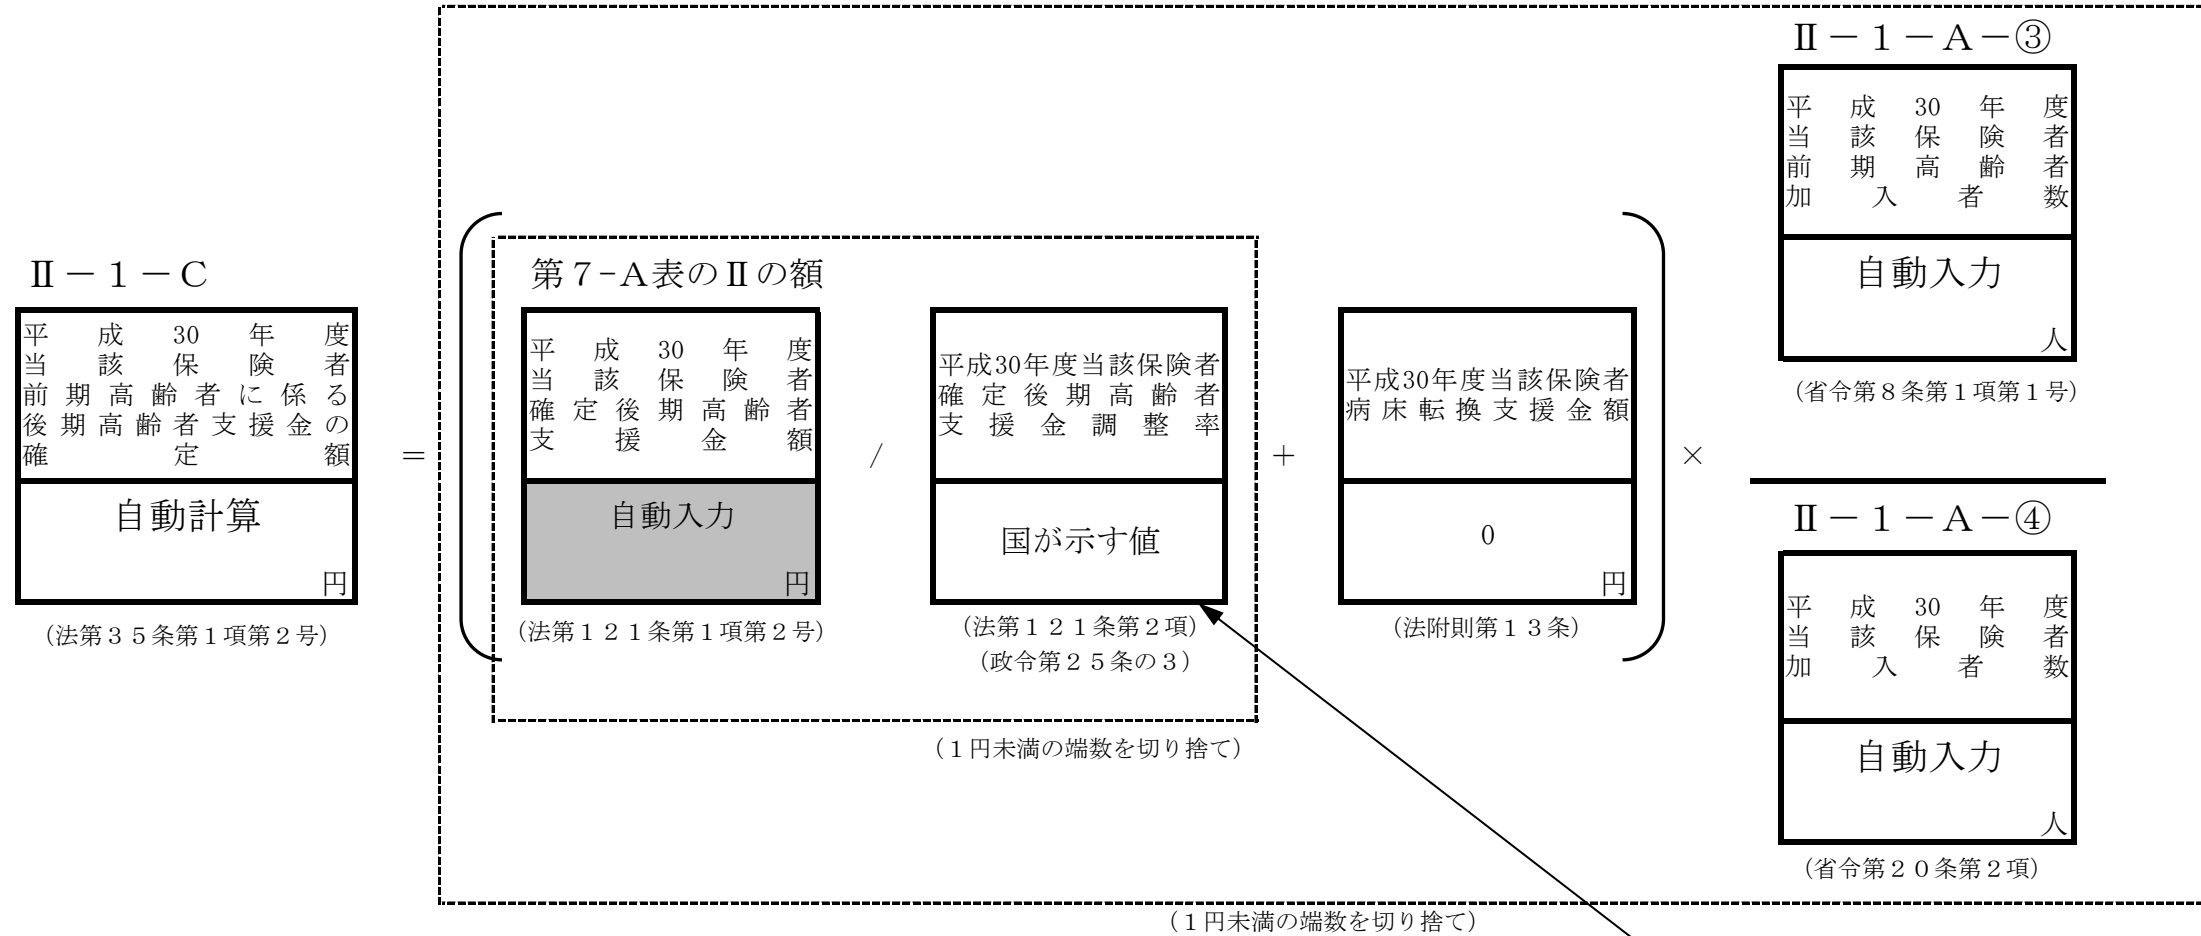 Ⅱ－１－Ｃ
平成30年度
当該保険者
前期高齢者に係る
後期高齢者支援金の
確定額
自動計算
円
（法第３５条第１項第２号）
＝
第７-Ａ表のⅡの額
平成30年度
当該保険者
確定後期高齢者
支援金額
自動入力
円
（法第１２１条第１項第２号）
/
平成30年度当該保険者
確定後期高齢者
支援金調整率
国が示す値
（法第１２１条第２項）
（政令第２５条の３）
（１円未満の端数を切り捨て）
＋
平成30年度当該保険者
病床転換支援金額
0
円
（法附則第１３条）
×
Ⅱ－１－Ａ－③
平成30年度
当該保険者
前期高齢者
加入者数
自動入力
人
（省令第８条第１項第１号）
Ⅱ－１－Ａ－④
平成30年度
当該保険者
加入者数
自動入力
人
（省令第２０条第２項）
（１円未満の端数を切り捨て）